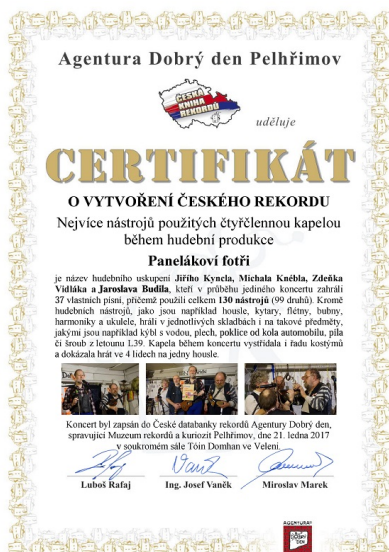 Agentura Dobrý den Pelhřimov
ČESKÁ
KNIHA
REKORDŮ
uděluje
CERTIFIKÁT
O VYTVOŘENÍ ČESKÉHO REKORDU
Nejvíce nástrojů použitých čtyřčlennou kapelou
během hudební produkce
Panelákoví fotři
je název hudebního uskupení Jiřího Kyncla, Michala Knébla, Zdeňka
Vidláka a Jaroslava Budila, kteří v průběhu jediného koncertu zahráli
37 vlastních písní, přičemž použili celkem 130 nástrojů (99 druhů). Kromě
hudebních nástrojů, jako jsou například housle, kytary, flétny, bubny,
harmoniky a ukulele, hráli v jednotlivých skladbách i na takové předměty,
jakými jsou například kýbl s vodou, plech, poklice od kola automobilu, pila
či šroub z letounu L39. Kapela během koncertu vystřídala i řadu kostýmů
a dokázala hrát ve 4 lidech na jedny housle.
Koncert byl zapsán do České databanky rekordů Agentury Dobrý den,
spravující Muzeum rekordů a kuriozit Pelhřimov, dne 21. ledna 2017
v soukromém sále Tóin Domhan ve Velení.
Luboš Rafaj Ing. Josef Vaněk Miroslav Marek
AGENTURA
DOBRÝ
DEN